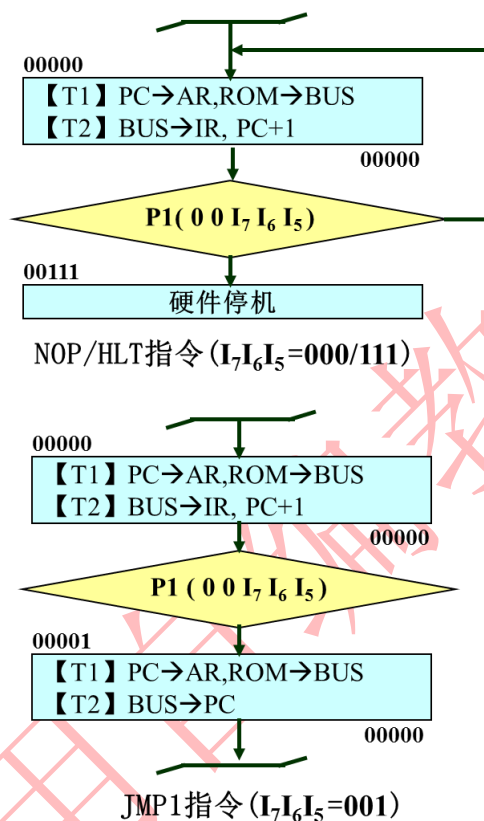 00000
【T1】PC→AR,ROM→BUS
【T2】BUS→IR, PC+1
00000
P1( 0 0 I₇ I₆ I₅)
00111
硬件停机
NOP/HLT指令(I₇I₆I₅=000/111)
00000
【T1】PC→AR,ROM→BUS
【T2】BUS→IR, PC+1
00000
P1 ( 0 0 I₇ I₆ I₅)
00001
【T1】PC→AR,ROM→BUS
【T2】BUS→PC
00000
JMP1指令(I₇I₆I₅=001)